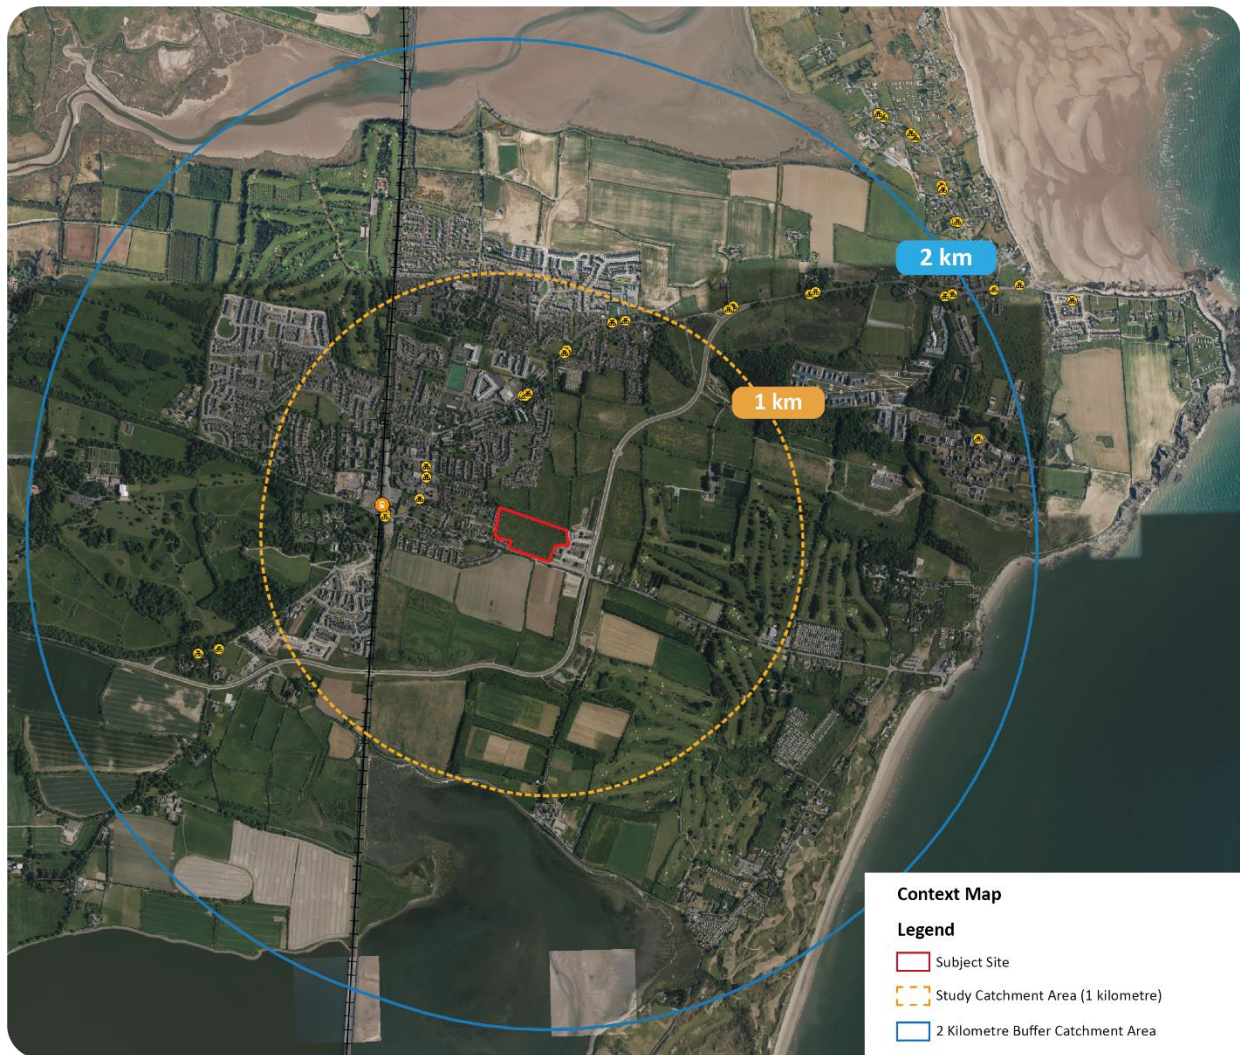 2 km
1 km
Context Map
Legend
Subject Site
Study Catchment Area (1 kilometre)
2 Kilometre Buffer Catchment Area